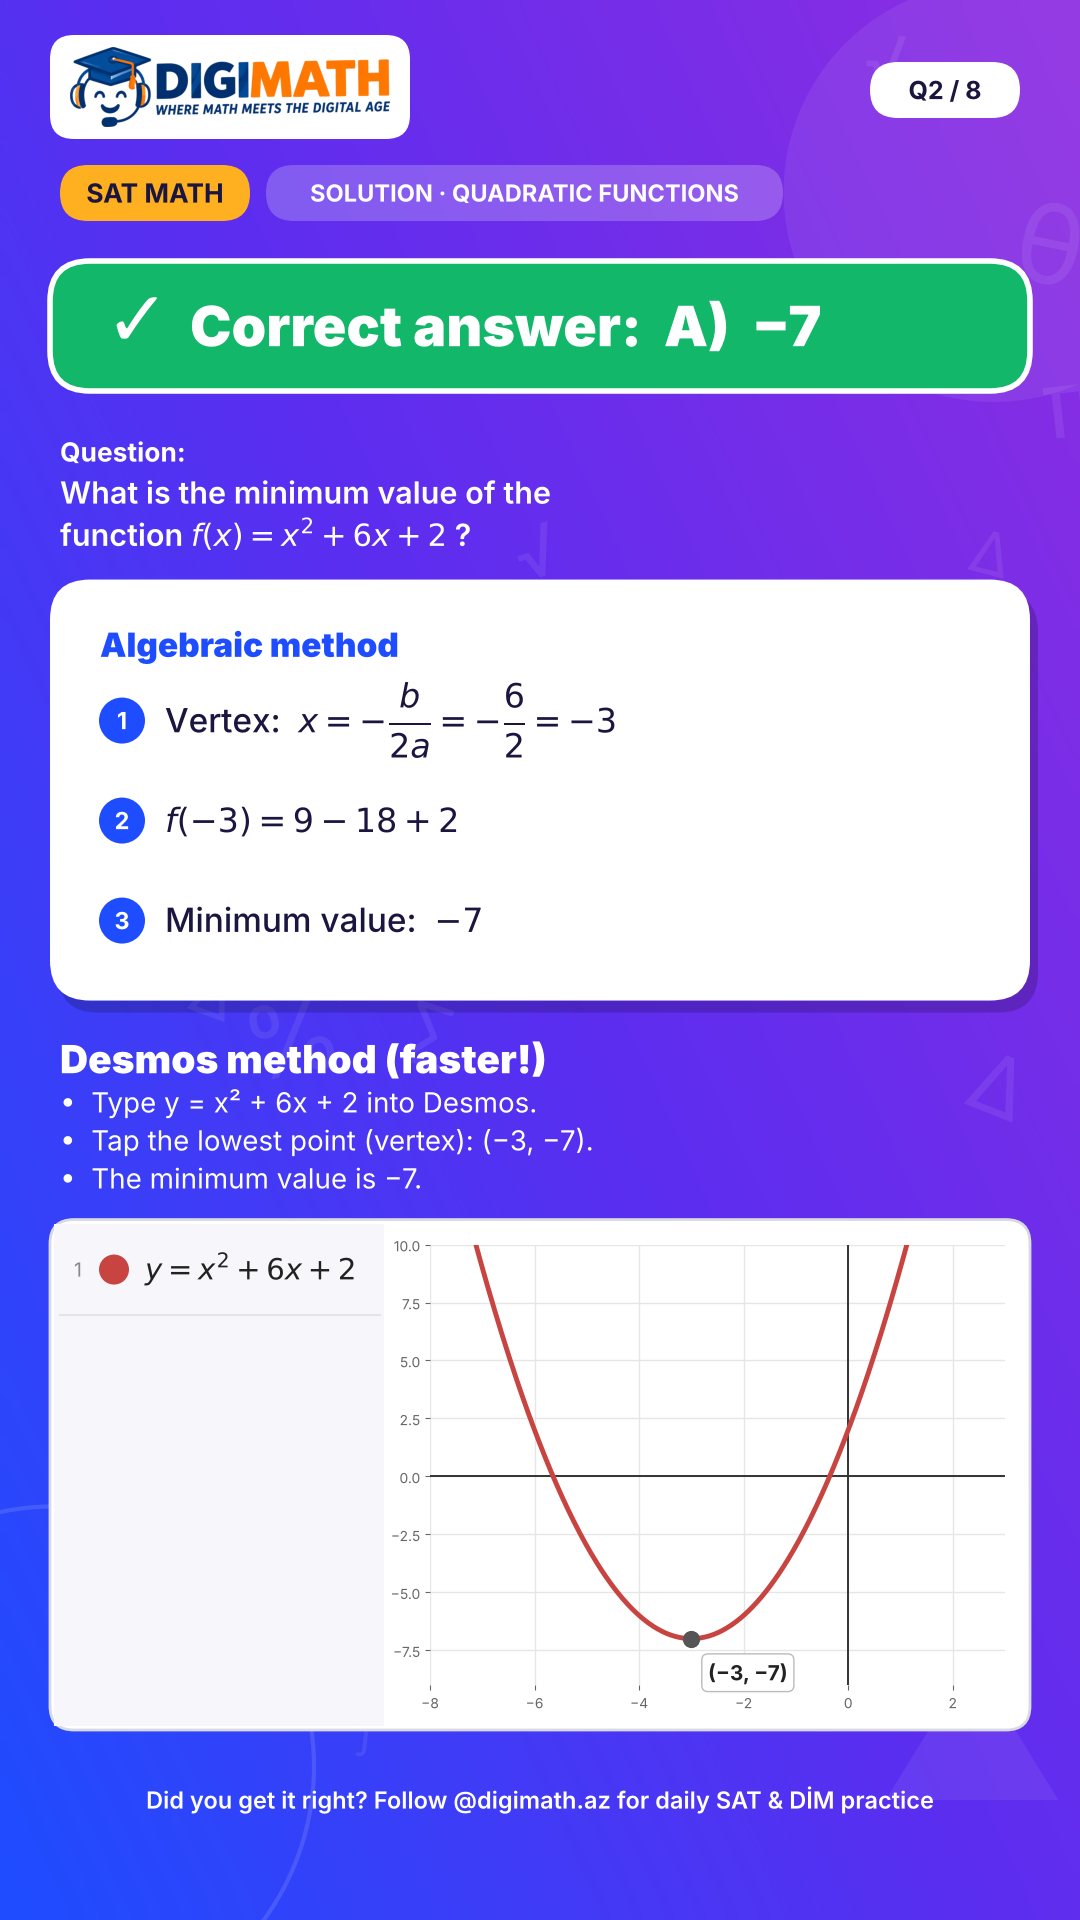 DIGIMATH
WHERE MATH MEETS THE DIGITAL AGE
Q2 / 8
SAT MATH
SOLUTION · QUADRATIC FUNCTIONS
✓ Correct answer: A) −7
Question:
What is the minimum value of the
function f(x) = x² + 6x + 2 ?
Algebraic method
1 Vertex: x = −b/2a = −6/2 = −3
2 f(−3) = 9 − 18 + 2
3 Minimum value: −7
Desmos method (faster!)
• Type y = x² + 6x + 2 into Desmos.
• Tap the lowest point (vertex): (−3, −7).
• The minimum value is −7.
1 y = x² + 6x + 2
10.0
7.5
5.0
2.5
0.0
−2.5
−5.0
−7.5
(−3, −7)
−8 −6 −4 −2 0 2
Did you get it right? Follow @digimath.az for daily SAT & DİM practice